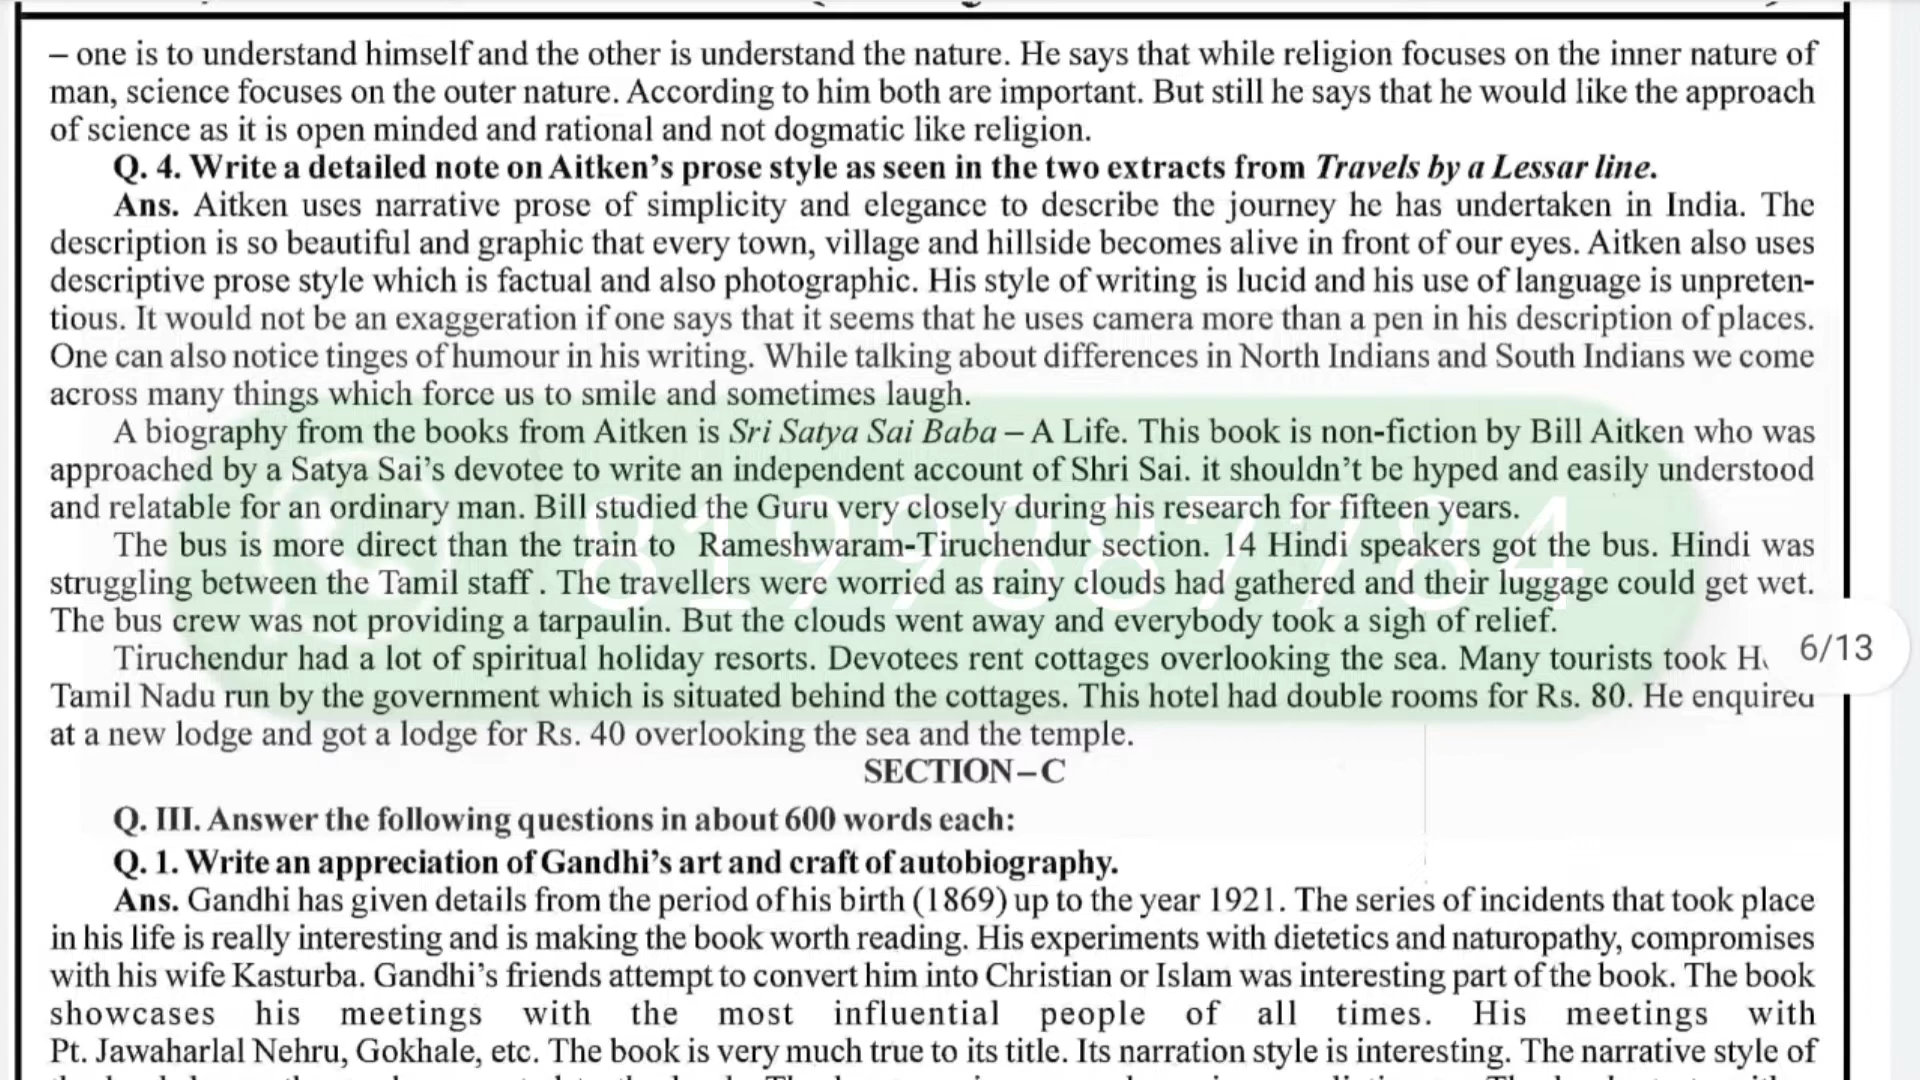 – one is to understand himself and the other is understand the nature. He says that while religion focuses on the inner nature of
man, science focuses on the outer nature. According to him both are important. But still he says that he would like the approach
of science as it is open minded and rational and not dogmatic like religion.
Q. 4. Write a detailed note on Aitken's prose style as seen in the two extracts from Travels by a Lessar line.
Ans. Aitken uses narrative prose of simplicity and elegance to describe the journey he has undertaken in India. The
description is so beautiful and graphic that every town, village and hillside becomes alive in front of our eyes. Aitken also uses
descriptive prose style which is factual and also photographic. His style of writing is lucid and his use of language is unpreten-
tious. It would not be an exaggeration if one says that it seems that he uses camera more than a pen in his description of places.
One can also notice tinges of humour in his writing. While talking about differences in North Indians and South Indians we come
across many things which force us to smile and sometimes laugh.
A biography from the books from Aitken is Sri Satya Sai Baba – A Life. This book is non-fiction by Bill Aitken who was
approached by a Satya Sai's devotee to write an independent account of Shri Sai. it shouldn't be hyped and easily understood
and relatable for an ordinary man. Bill studied the Guru very closely during his research for fifteen years.
8199887784
The bus is more direct than the train to Rameshwaram-Tiruchendur section. 14 Hindi speakers got the bus. Hindi was
struggling between the Tamil staff . The travellers were worried as rainy clouds had gathered and their luggage could get wet.
The bus crew was not providing a tarpaulin. But the clouds went away and everybody took a sigh of relief.
Tiruchendur had a lot of spiritual holiday resorts. Devotees rent cottages overlooking the sea. Many tourists took
6/13
Tamil Nadu run by the government which is situated behind the cottages. This hotel had double rooms for Rs. 80. He enquired
at a new lodge and got a lodge for Rs. 40 overlooking the sea and the temple.
SECTION–C
Q. III. Answer the following questions in about 600 words each:
Q. 1. Write an appreciation of Gandhi's art and craft of autobiography.
Ans. Gandhi has given details from the period of his birth (1869) up to the year 1921. The series of incidents that took place
in his life is really interesting and is making the book worth reading. His experiments with dietetics and naturopathy, compromises
with his wife Kasturba. Gandhi's friends attempt to convert him into Christian or Islam was interesting part of the book. The book
showcases his meetings with the most influential people of all times. His meetings with
Pt. Jawaharlal Nehru, Gokhale, etc. The book is very much true to its title. Its narration style is interesting. The narrative style of